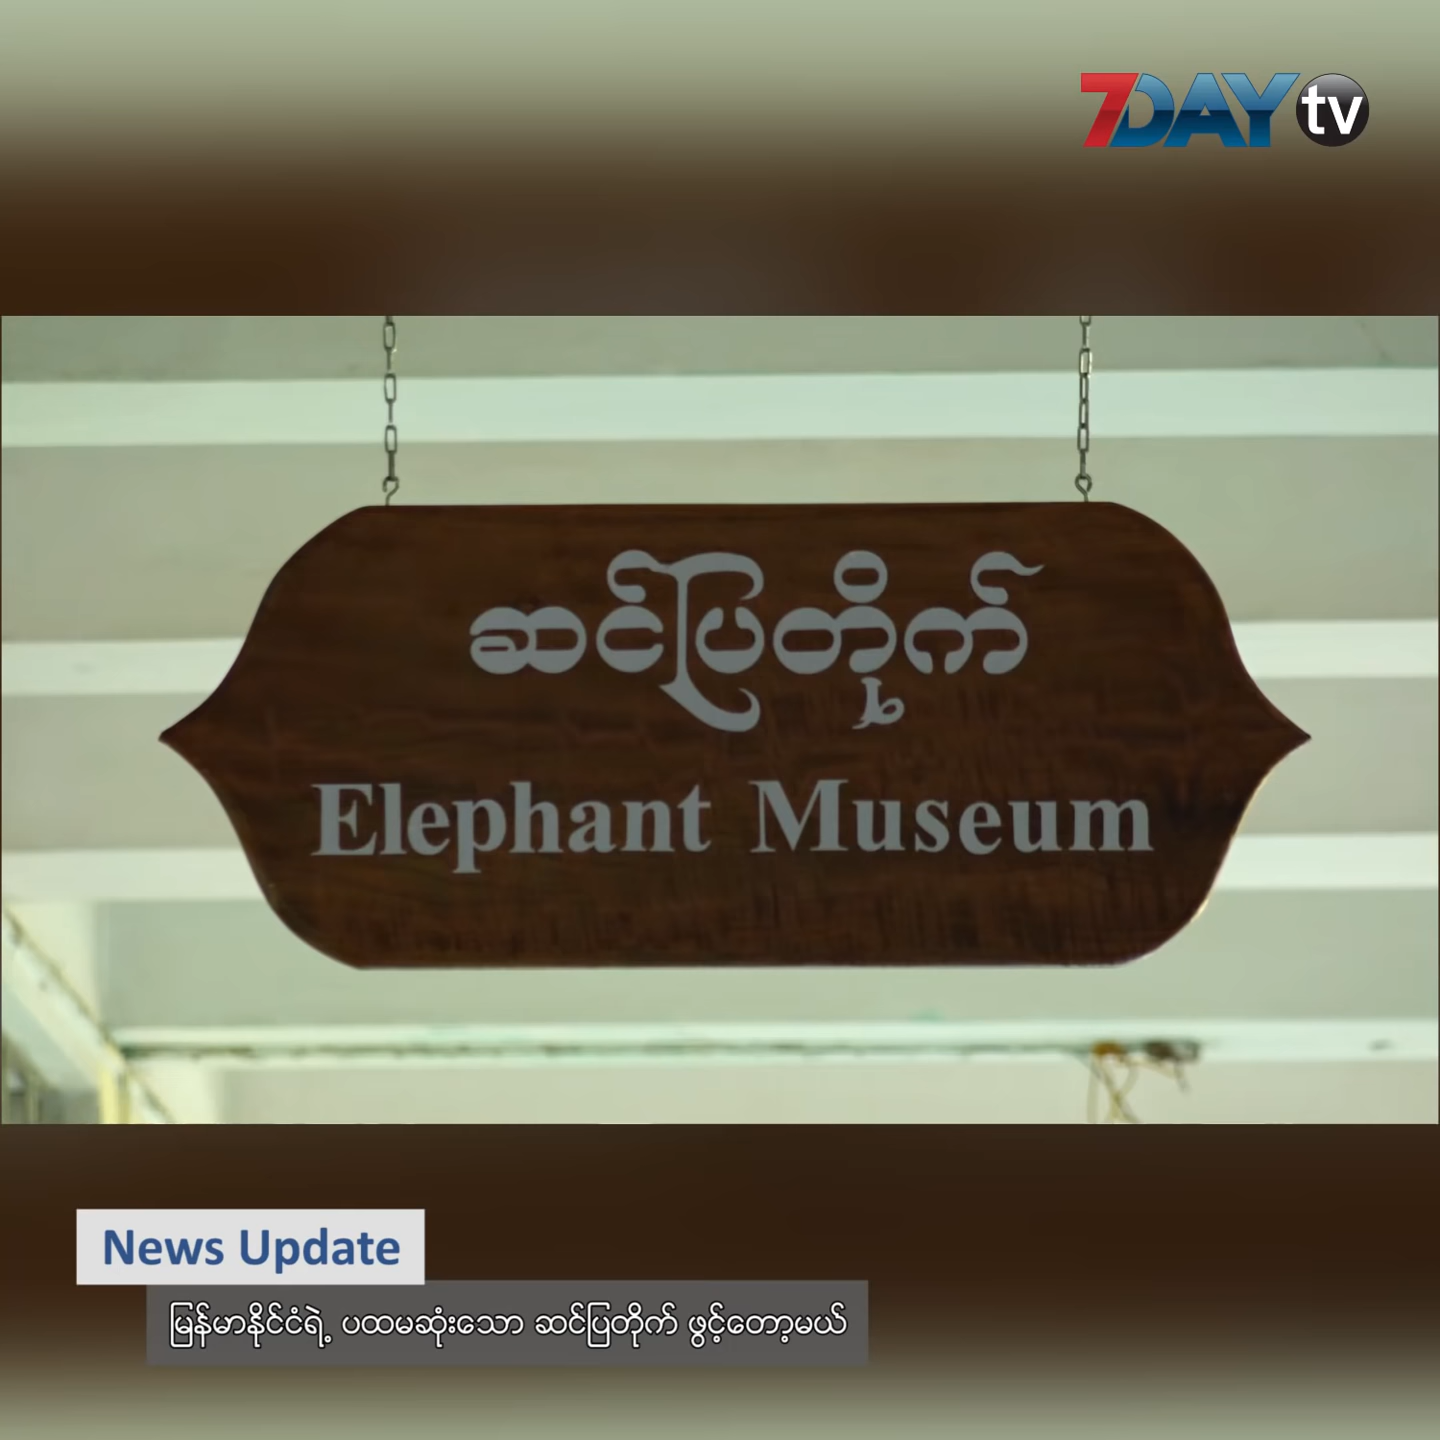 7DAY tv
ဆင်ပြတိုက်
Elephant Museum
News Update
မြန်မာနိုင်ငံရဲ့ ပထမဆုံးသော ဆင်ပြတိုက် ဖွင့်တော့မယ်